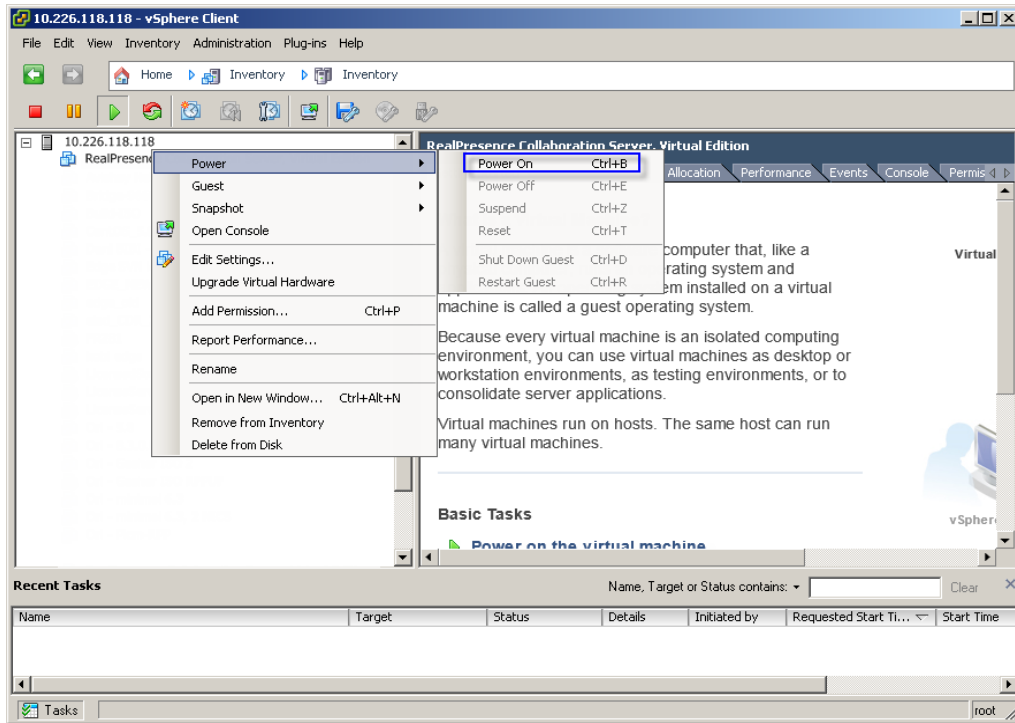 10.226.118.118 - vSphere Client
File Edit View Inventory Administration Plug-ins Help
Home Inventory Inventory
10.226.118.118
RealPresence Collaboration Server, Virtual Edition
Allocation Performance Events Console Permis
Power
Guest
Snapshot
Open Console
Edit Settings...
Upgrade Virtual Hardware
Add Permission... Ctrl+P
Report Performance...
Rename
Open in New Window... Ctrl+Alt+N
Remove from Inventory
Delete from Disk
Power On Ctrl+B
Power Off Ctrl+E
Suspend Ctrl+Z
Reset Ctrl+T
Shut Down Guest Ctrl+D
Restart Guest Ctrl+R
computer that, like a
system and
installed on a virtual
machine is called a guest operating system.
Because every virtual machine is an isolated computing
environment, you can use virtual machines as desktop or
workstation environments, as testing environments, or to
consolidate server applications.
Virtual machines run on hosts. The same host can run
many virtual machines.
Virtual
Basic Tasks
Power on the virtual machine
Recent Tasks
Name, Target or Status contains: Clear
Name Target Status Details Initiated by Requested Start Ti... Start Time
Tasks root